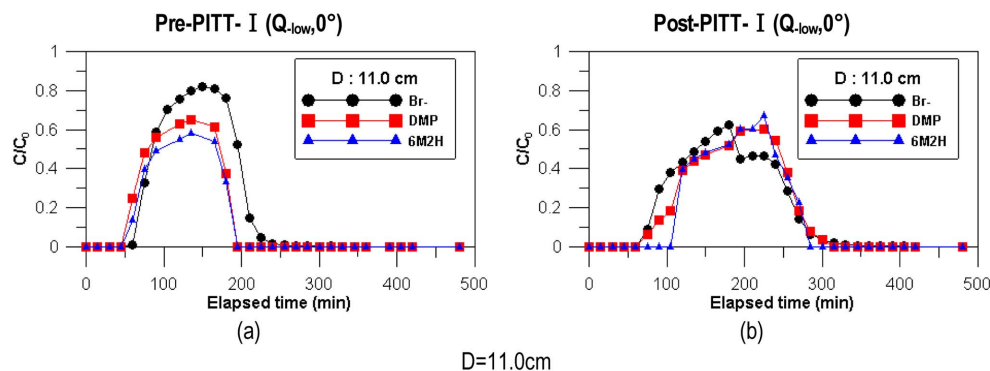 Pre-PITT- Ⅰ (Q-low,0°)
Post-PITT-Ⅰ (Q-low,0°)
1
0.8
0.6
0.4
0.2
0
C/C0
D : 11.0 cm
Br-
DMP
6M2H
0 100 200 300 400 500
Elapsed time (min)
(a)
1
0.8
0.6
0.4
0.2
0
C/C0
D : 11.0 cm
Br-
DMP
6M2H
0 100 200 300 400 500
Elapsed time (min)
(b)
D=11.0cm